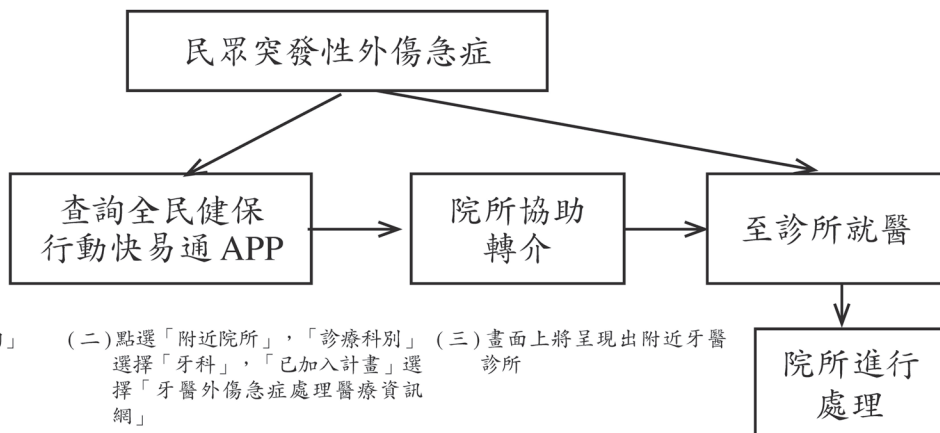 民眾突發性外傷急症
查詢全民健保
行動快易通 APP
院所協助
轉介
至診所就醫
」
(二)點選「附近院所」，「診療科別」
選擇「牙科」，「已加入計畫」選
擇「牙醫外傷急症處理醫療資訊
網」
(三)畫面上將呈現出附近牙醫
診所
院所進行
處理